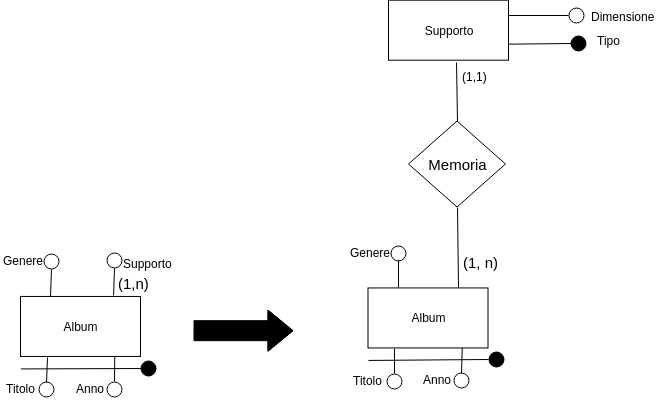 Supporto
Dimensione
Tipo
(1,1)
Memoria
Genere
Supporto
(1,n)
Album
Titolo
Anno
Genere
(1, n)
Album
Titolo
Anno